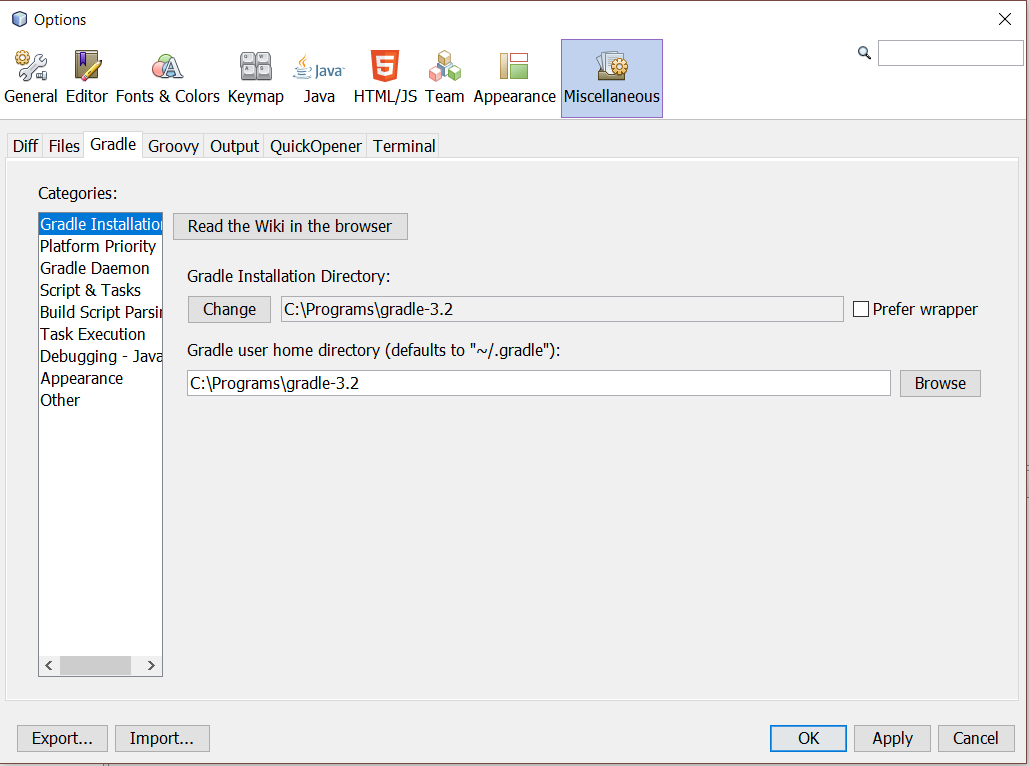 Options
General Editor Fonts & Colors Keymap Java Java HTML/JS Team Appearance Miscellaneous
Diff Files Gradle Groovy Output QuickOpener Terminal
Categories:
Gradle Installatio
Read the Wiki in the browser
Platform Priority
Gradle Daemon
Script & Tasks
Build Script Parsin
Task Execution
Debugging - Java
Appearance
Other
Gradle Installation Directory:
Change C:\Programs\gradle-3.2 Prefer wrapper
Gradle user home directory (defaults to "~/.gradle"):
C:\Programs\gradle-3.2 Browse
Export... Import... OK Apply Cancel